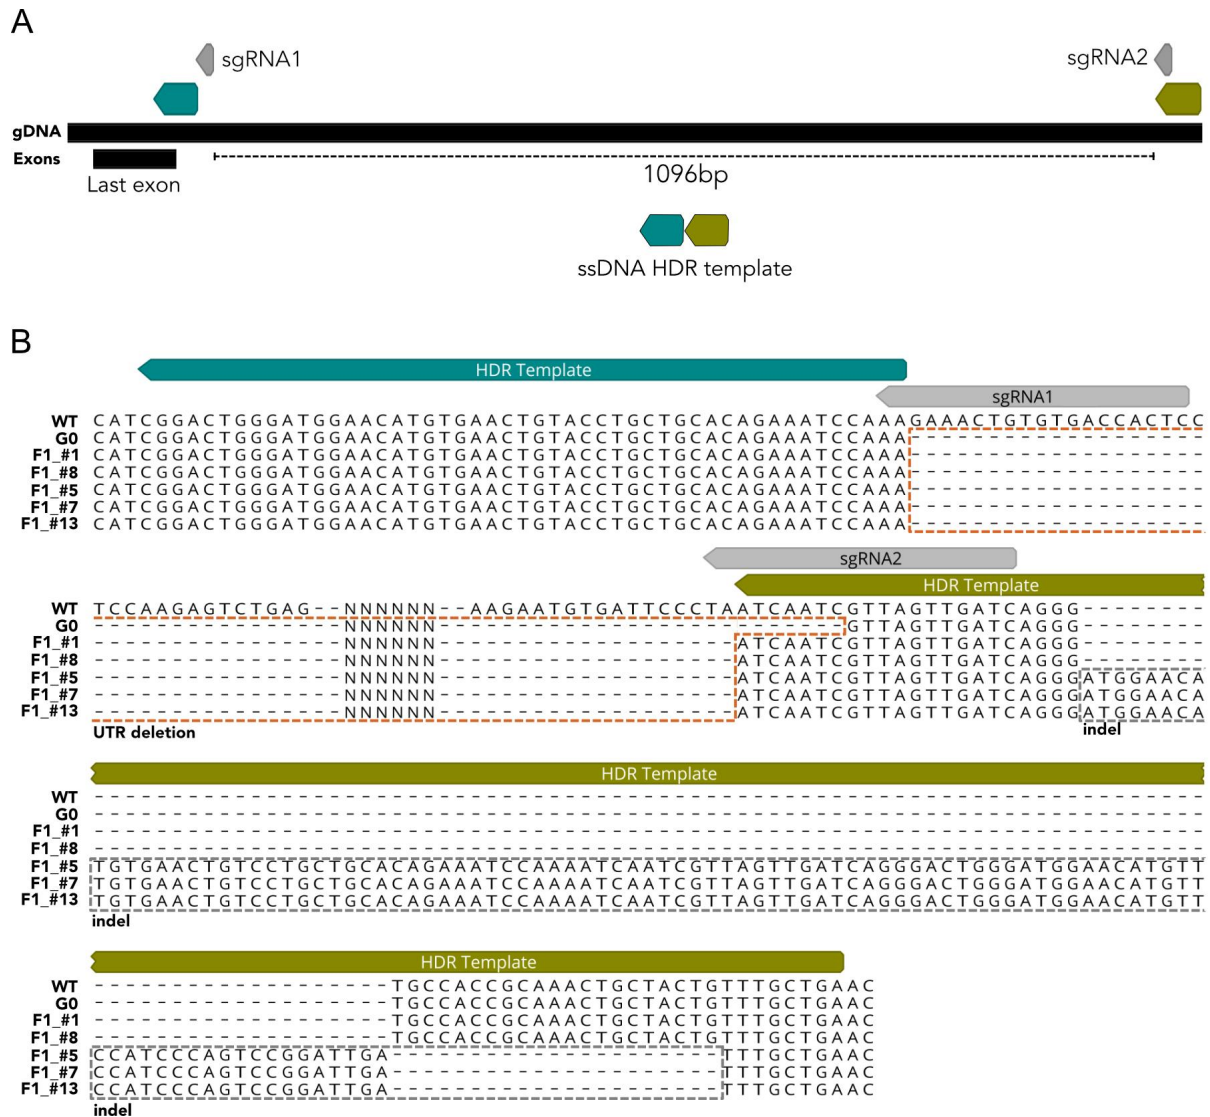 A
sgRNA1
sgRNA2
gDNA
Exons
Last exon
1096bp
ssDNA HDR template
B
HDR Template
sgRNA1
WT CATCGGACTGGGATGGAACATGTGAACTGTACCTGCTGCACAGAAATCCAAAGAAACTGTGTGACCACTCC
G0 CATCGGACTGGGATGGAACATGTGAACTGTACCTGCTGCACAGAAATCCAAA-------------------
F1_#1 CATCGGACTGGGATGGAACATGTGAACTGTACCTGCTGCACAGAAATCCAAA-------------------
F1_#8 CATCGGACTGGGATGGAACATGTGAACTGTACCTGCTGCACAGAAATCCAAA-------------------
F1_#5 CATCGGACTGGGATGGAACATGTGAACTGTACCTGCTGCACAGAAATCCAAA-------------------
F1_#7 CATCGGACTGGGATGGAACATGTGAACTGTACCTGCTGCACAGAAATCCAAA-------------------
F1_#13 CATCGGACTGGGATGGAACATGTGAACTGTACCTGCTGCACAGAAATCCAAA-------------------
sgRNA2
HDR Template
WT TCCAAGAGTCTGAG--NNNNNN--AAGAATGTGATTCCCTAATCAATCGTTAGTTGATCAGGG--------
G0 ----------------NNNNNN--------------------------GTTAGTTGATCAGGG--------
F1_#1 ----------------NNNNNN-------------------ATCAATCGTTAGTTGATCAGGG--------
F1_#8 ----------------NNNNNN-------------------ATCAATCGTTAGTTGATCAGGG--------
F1_#5 ----------------NNNNNN-------------------ATCAATCGTTAGTTGATCAGGGATGGAACA
F1_#7 ----------------NNNNNN-------------------ATCAATCGTTAGTTGATCAGGGATGGAACA
F1_#13 ----------------NNNNNN-------------------ATCAATCGTTAGTTGATCAGGGATGGAACA
UTR deletion
indel
HDR Template
WT -----------------------------------------------------------------------
G0 -----------------------------------------------------------------------
F1_#1 -----------------------------------------------------------------------
F1_#8 -----------------------------------------------------------------------
F1_#5 TGTGAACTGTCCTGCTGCACAGAAATCCAAAATCAATCGTTAGTTGATCAGGGACTGGGATGGAACATGTT
F1_#7 TGTGAACTGTCCTGCTGCACAGAAATCCAAAATCAATCGTTAGTTGATCAGGGACTGGGATGGAACATGTT
F1_#13 TGTGAACTGTCCTGCTGCACAGAAATCCAAAATCAATCGTTAGTTGATCAGGGACTGGGATGGAACATGTT
indel
HDR Template
WT -------------------TGCCACCGCAAACTGCTACTGTTTGCTGAAC
G0 -------------------TGCCACCGCAAACTGCTACTGTTTGCTGAAC
F1_#1 -------------------TGCCACCGCAAACTGCTACTGTTTGCTGAAC
F1_#8 -------------------TGCCACCGCAAACTGCTACTGTTTGCTGAAC
F1_#5 CCATCCCAGTCCGGATTGA---------------------TTTGCTGAAC
F1_#7 CCATCCCAGTCCGGATTGA---------------------TTTGCTGAAC
F1_#13 CCATCCCAGTCCGGATTGA---------------------TTTGCTGAAC
indel